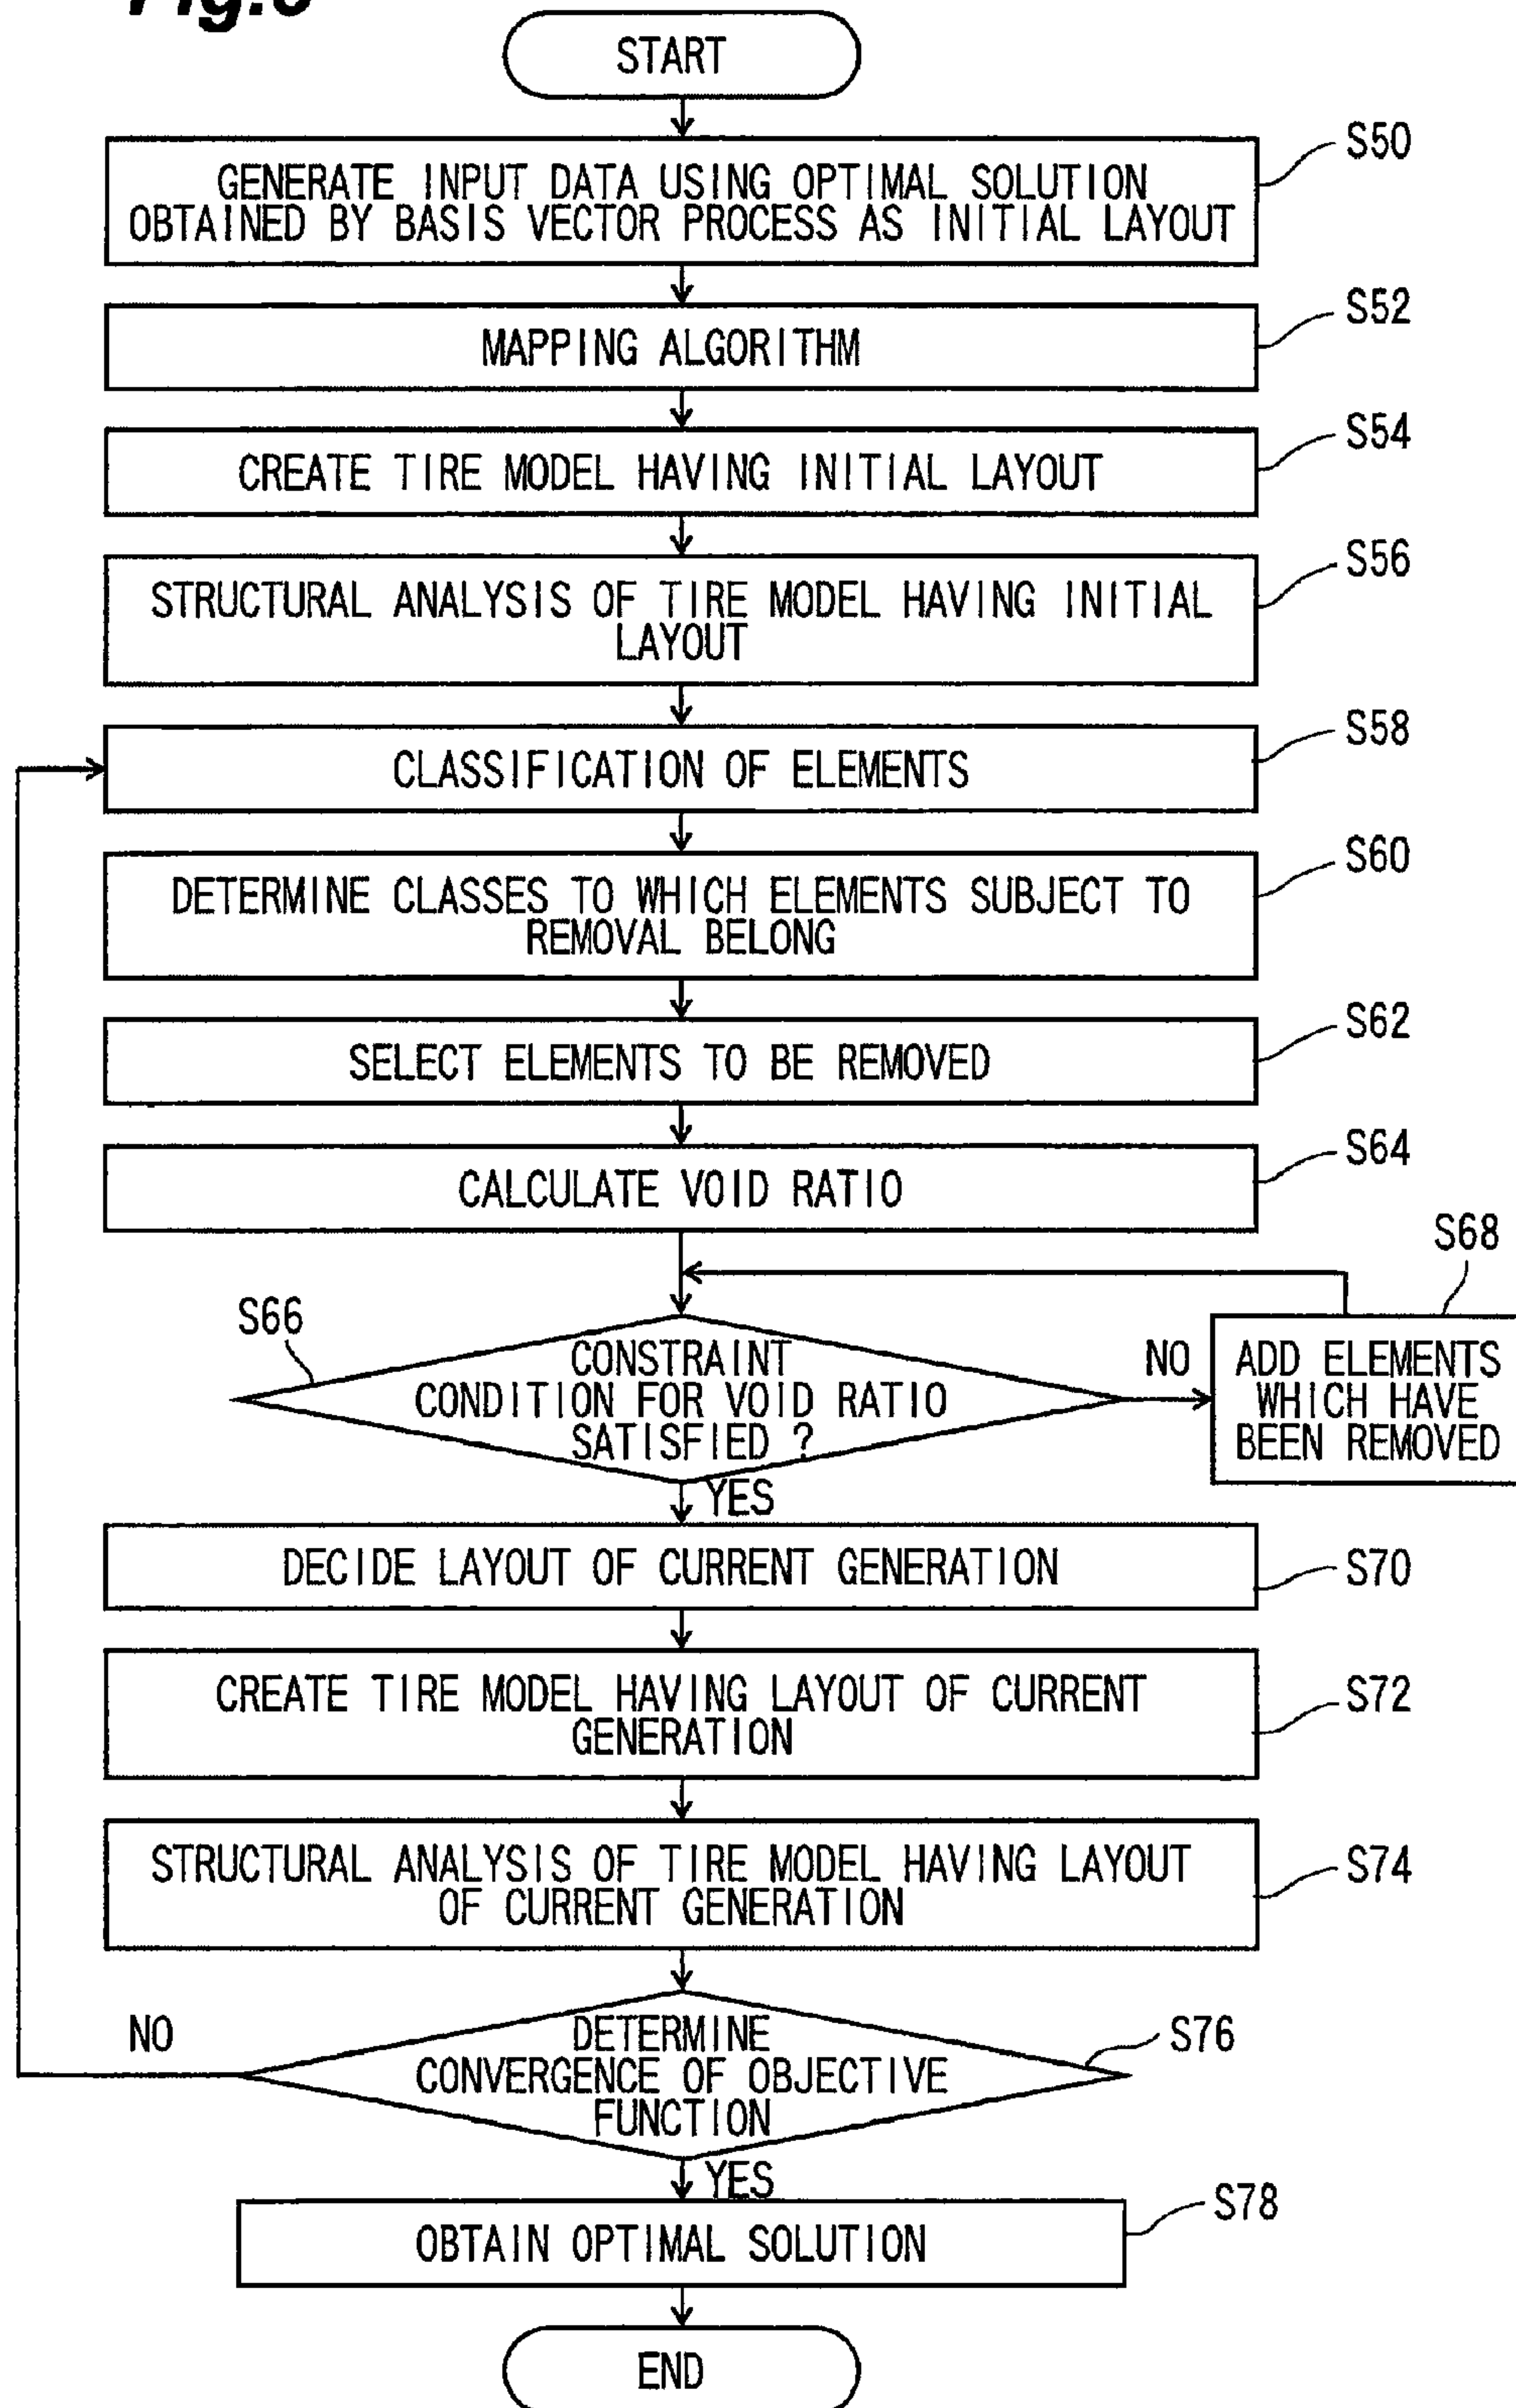 START
S50
GENERATE INPUT DATA USING OPTIMAL SOLUTION
OBTAINED BY BASIS VECTOR PROCESS AS INITIAL LAYOUT
S52
MAPPING ALGORITHM
S54
CREATE TIRE MODEL HAVING INITIAL LAYOUT
S56
STRUCTURAL ANALYSIS OF TIRE MODEL HAVING INITIAL
LAYOUT
S58
CLASSIFICATION OF ELEMENTS
S60
DETERMINE CLASSES TO WHICH ELEMENTS SUBJECT TO
REMOVAL BELONG
S62
SELECT ELEMENTS TO BE REMOVED
S64
CALCULATE VOID RATIO
S66
CONSTRAINT
CONDITION FOR VOID RATIO
SATISFIED ?
NO
S68
ADD ELEMENTS
WHICH HAVE
BEEN REMOVED
YES
S70
DECIDE LAYOUT OF CURRENT GENERATION
S72
CREATE TIRE MODEL HAVING LAYOUT OF CURRENT
GENERATION
S74
STRUCTURAL ANALYSIS OF TIRE MODEL HAVING LAYOUT
OF CURRENT GENERATION
NO
S76
DETERMINE
CONVERGENCE OF OBJECTIVE
FUNCTION
YES
S78
OBTAIN OPTIMAL SOLUTION
END